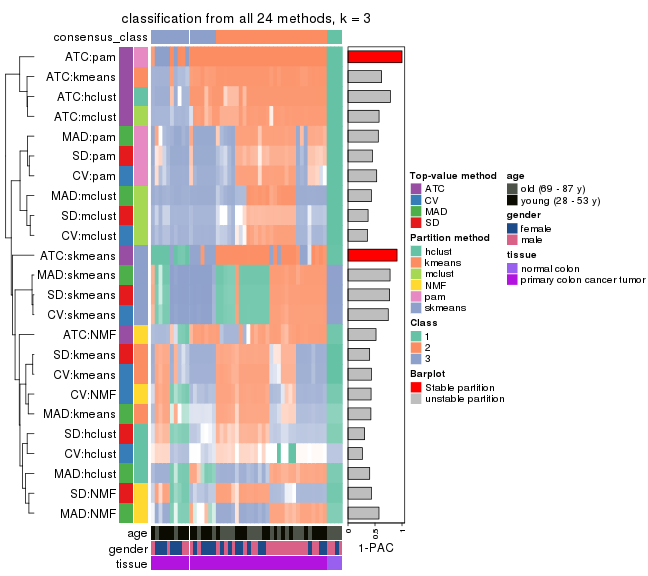 classification from all 24 methods, k = 3
consensus_class
ATC:pam
ATC:kmeans
ATC:hclust
ATC:mclust
MAD:pam
SD:pam
CV:pam
MAD:mclust
SD:mclust
CV:mclust
ATC:skmeans
MAD:skmeans
SD:skmeans
CV:skmeans
ATC:NMF
SD:kmeans
CV:kmeans
CV:NMF
MAD:kmeans
SD:hclust
CV:hclust
MAD:hclust
SD:NMF
MAD:NMF
age
gender
tissue
0
0.5
1
1-PAC
Top-value method
ATC
CV
MAD
SD
Partition method
hclust
kmeans
mclust
NMF
pam
skmeans
Class
1
2
3
Barplot
Stable partition
unstable partition
age
old (69 - 87 y)
young (28 - 53 y)
gender
female
male
tissue
normal colon
primary colon cancer tumor